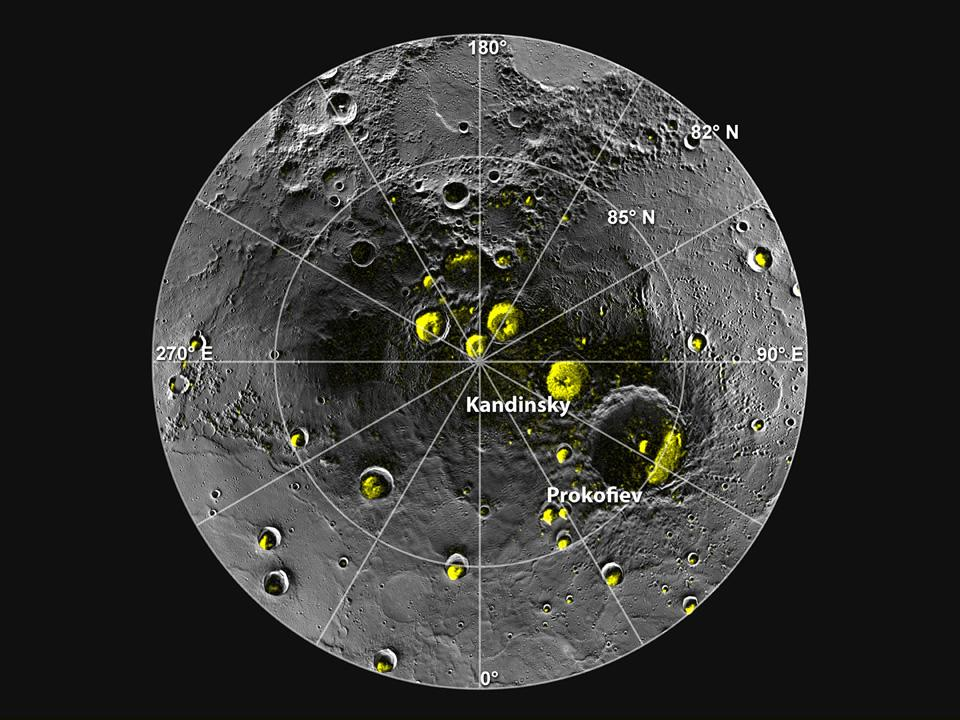 180°
82° N
85° N
270° E
90° E
Kandinsky
Prokofiev
0°